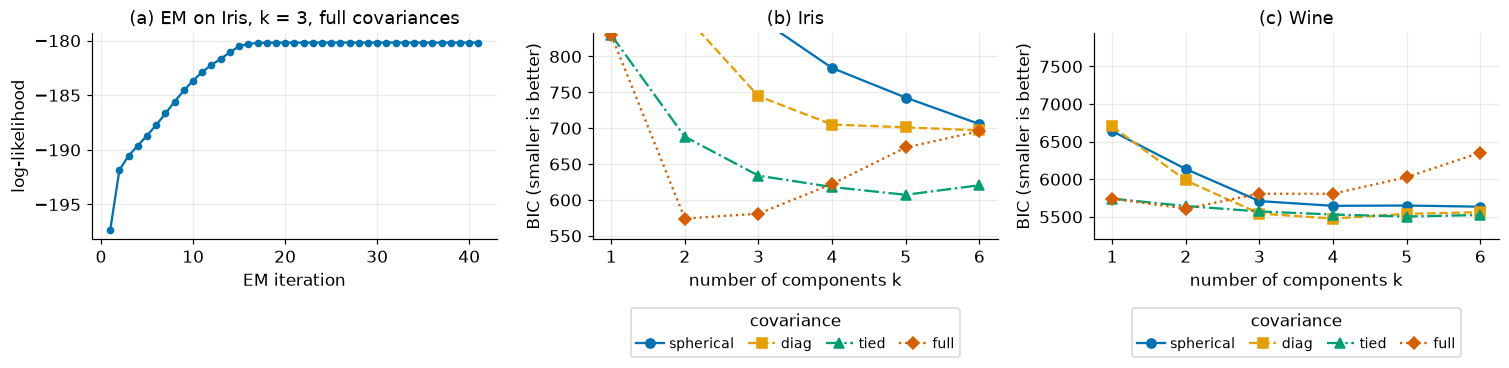 (a) EM on Iris, k = 3, full covariances
log-likelihood
−180
−185
−190
−195
0 10 20 30 40
EM iteration
(b) Iris
BIC (smaller is better)
800
750
700
650
600
550
1 2 3 4 5 6
number of components k
covariance
spherical diag tied full
(c) Wine
BIC (smaller is better)
7500
7000
6500
6000
5500
1 2 3 4 5 6
number of components k
covariance
spherical diag tied full